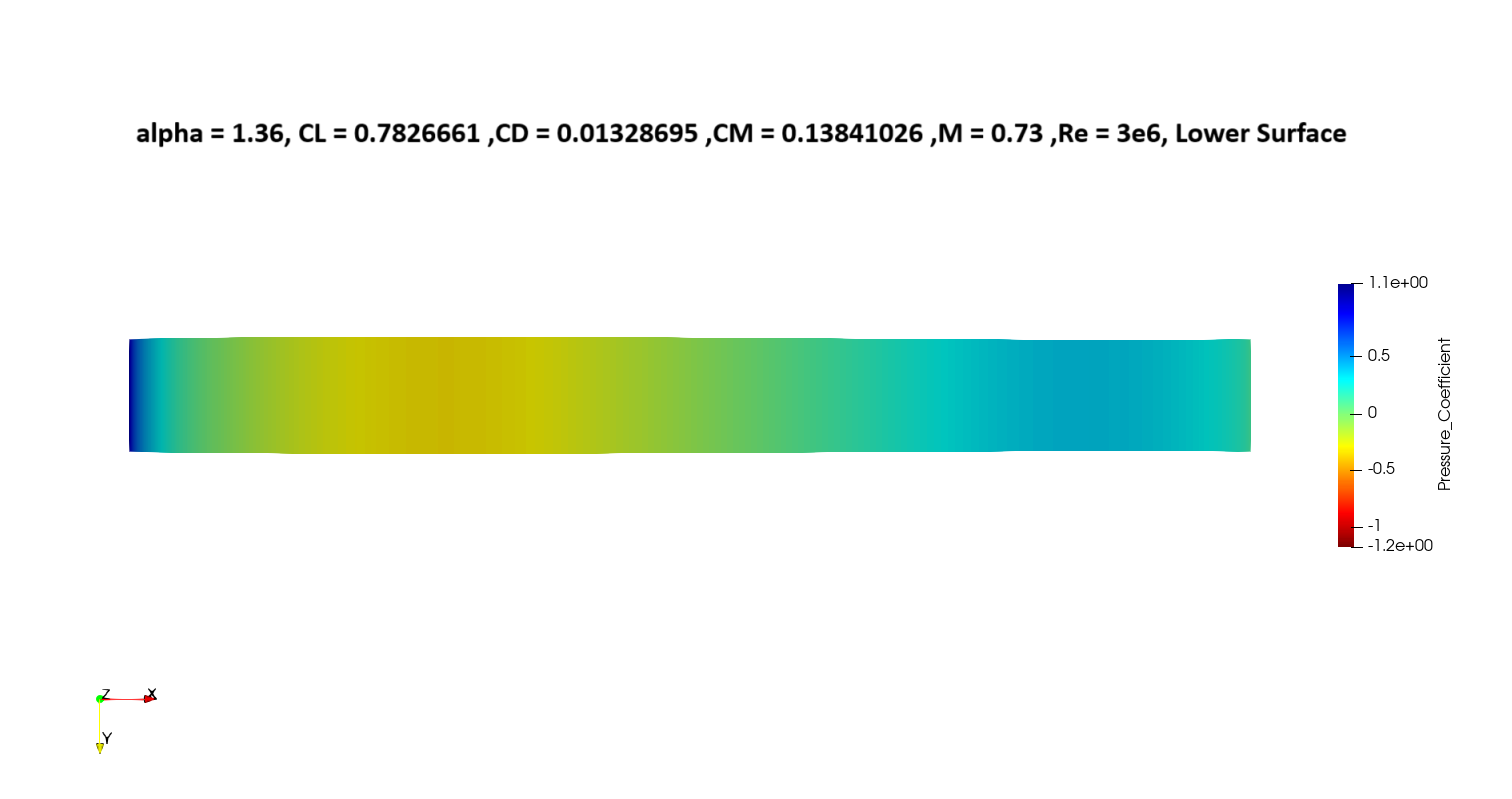 alpha = 1.36, CL = 0.7826661 ,CD = 0.01328695 ,CM = 0.13841026 ,M = 0.73 ,Re = 3e6, Lower Surface
1.1e+00
0.5
0
-0.5
-1
-1.2e+00
Pressure_Coefficient
Z
X
Y